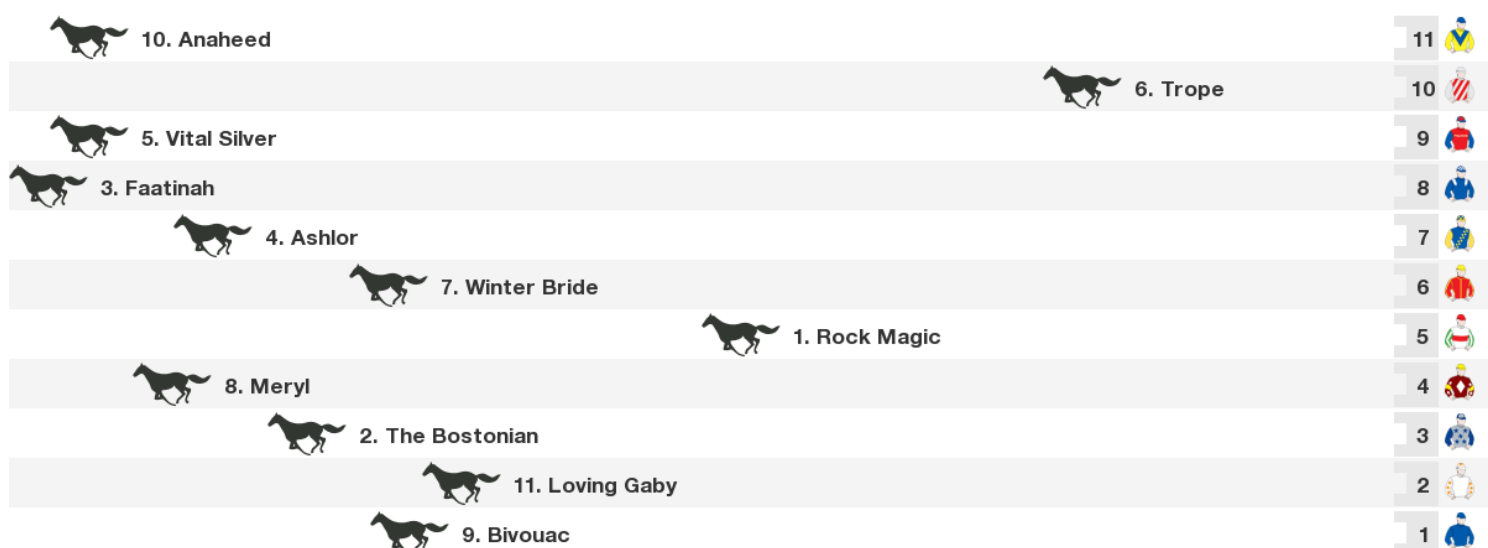 10. Anaheed 11
6. Trope 10
5. Vital Silver 9
3. Faatinah 8
4. Ashlor 7
7. Winter Bride 6
1. Rock Magic 5
8. Meryl 4
2. The Bostonian 3
11. Loving Gaby 2
9. Bivouac 1